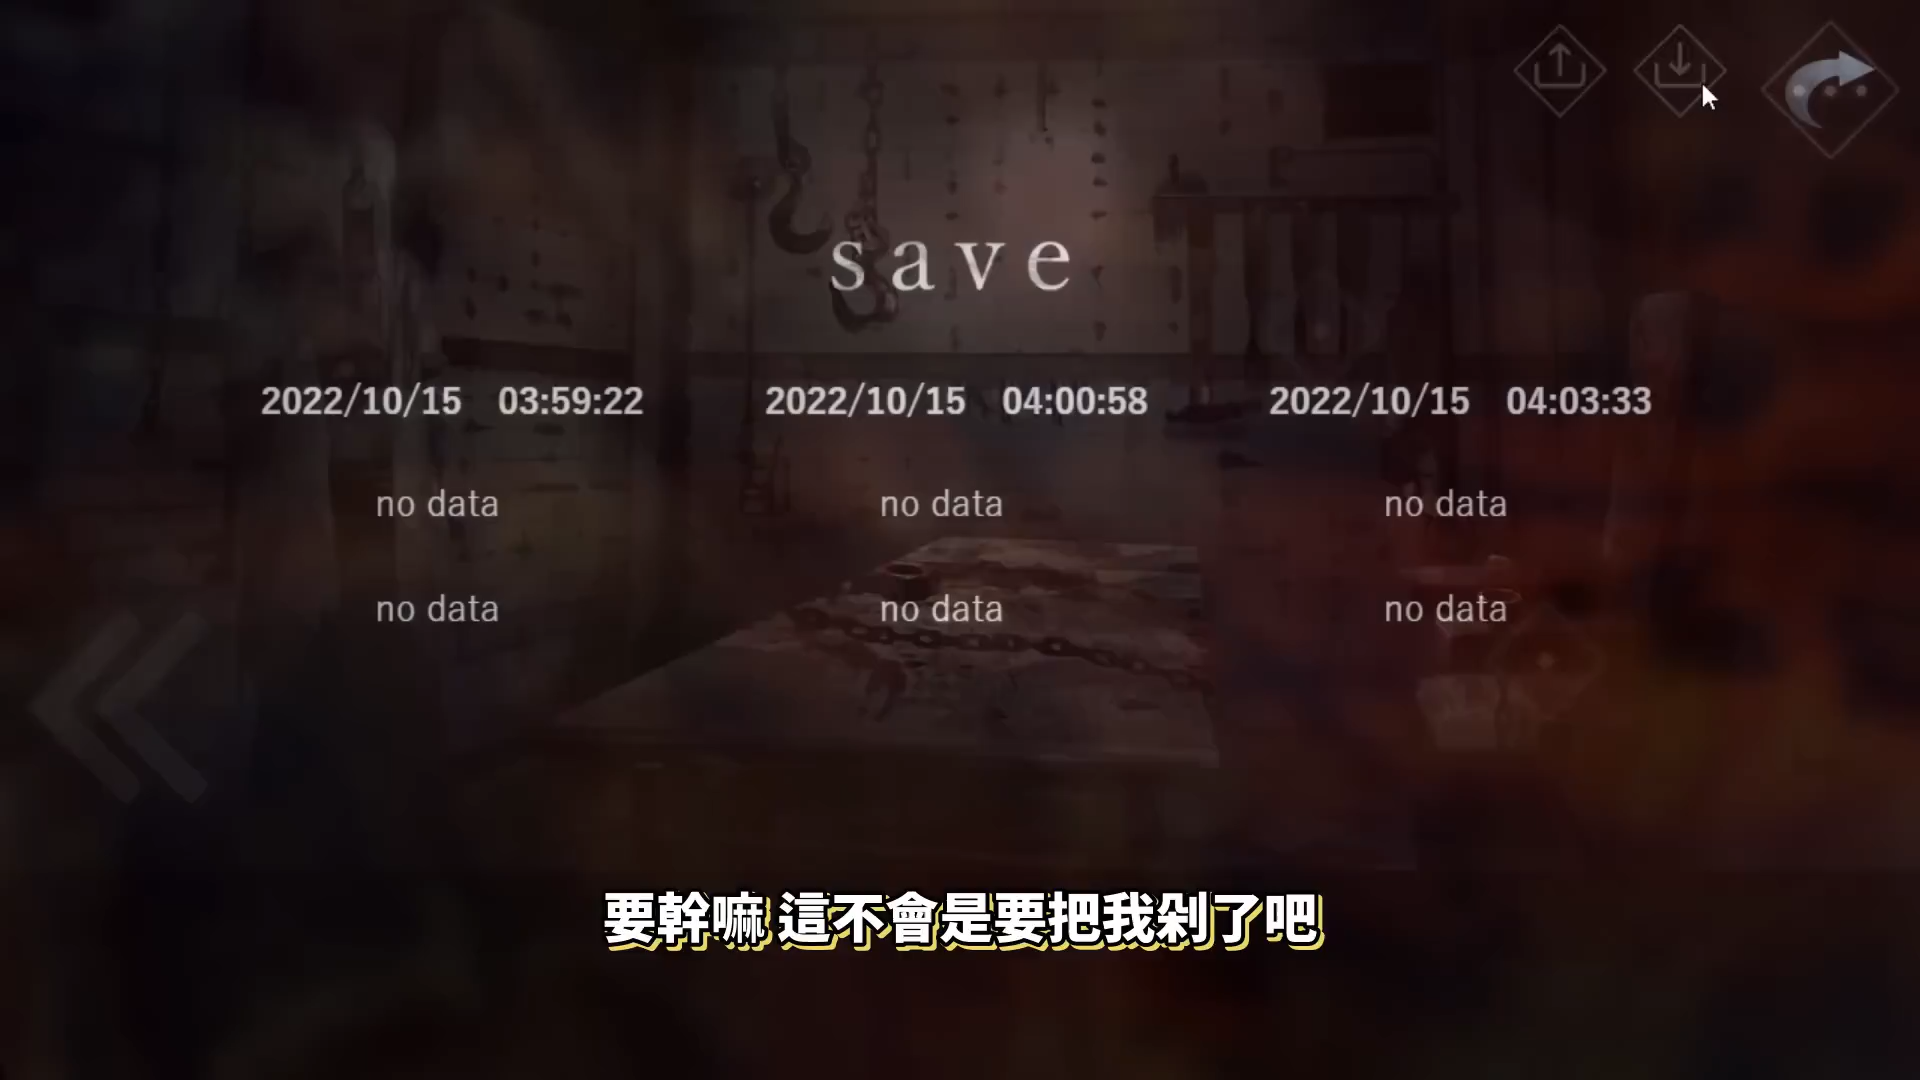 save
2022/10/15 03:59:22 2022/10/15 04:00:58 2022/10/15 04:03:33
no data no data no data
no data no data no data
要幹嘛 這不會是要把我剁了吧